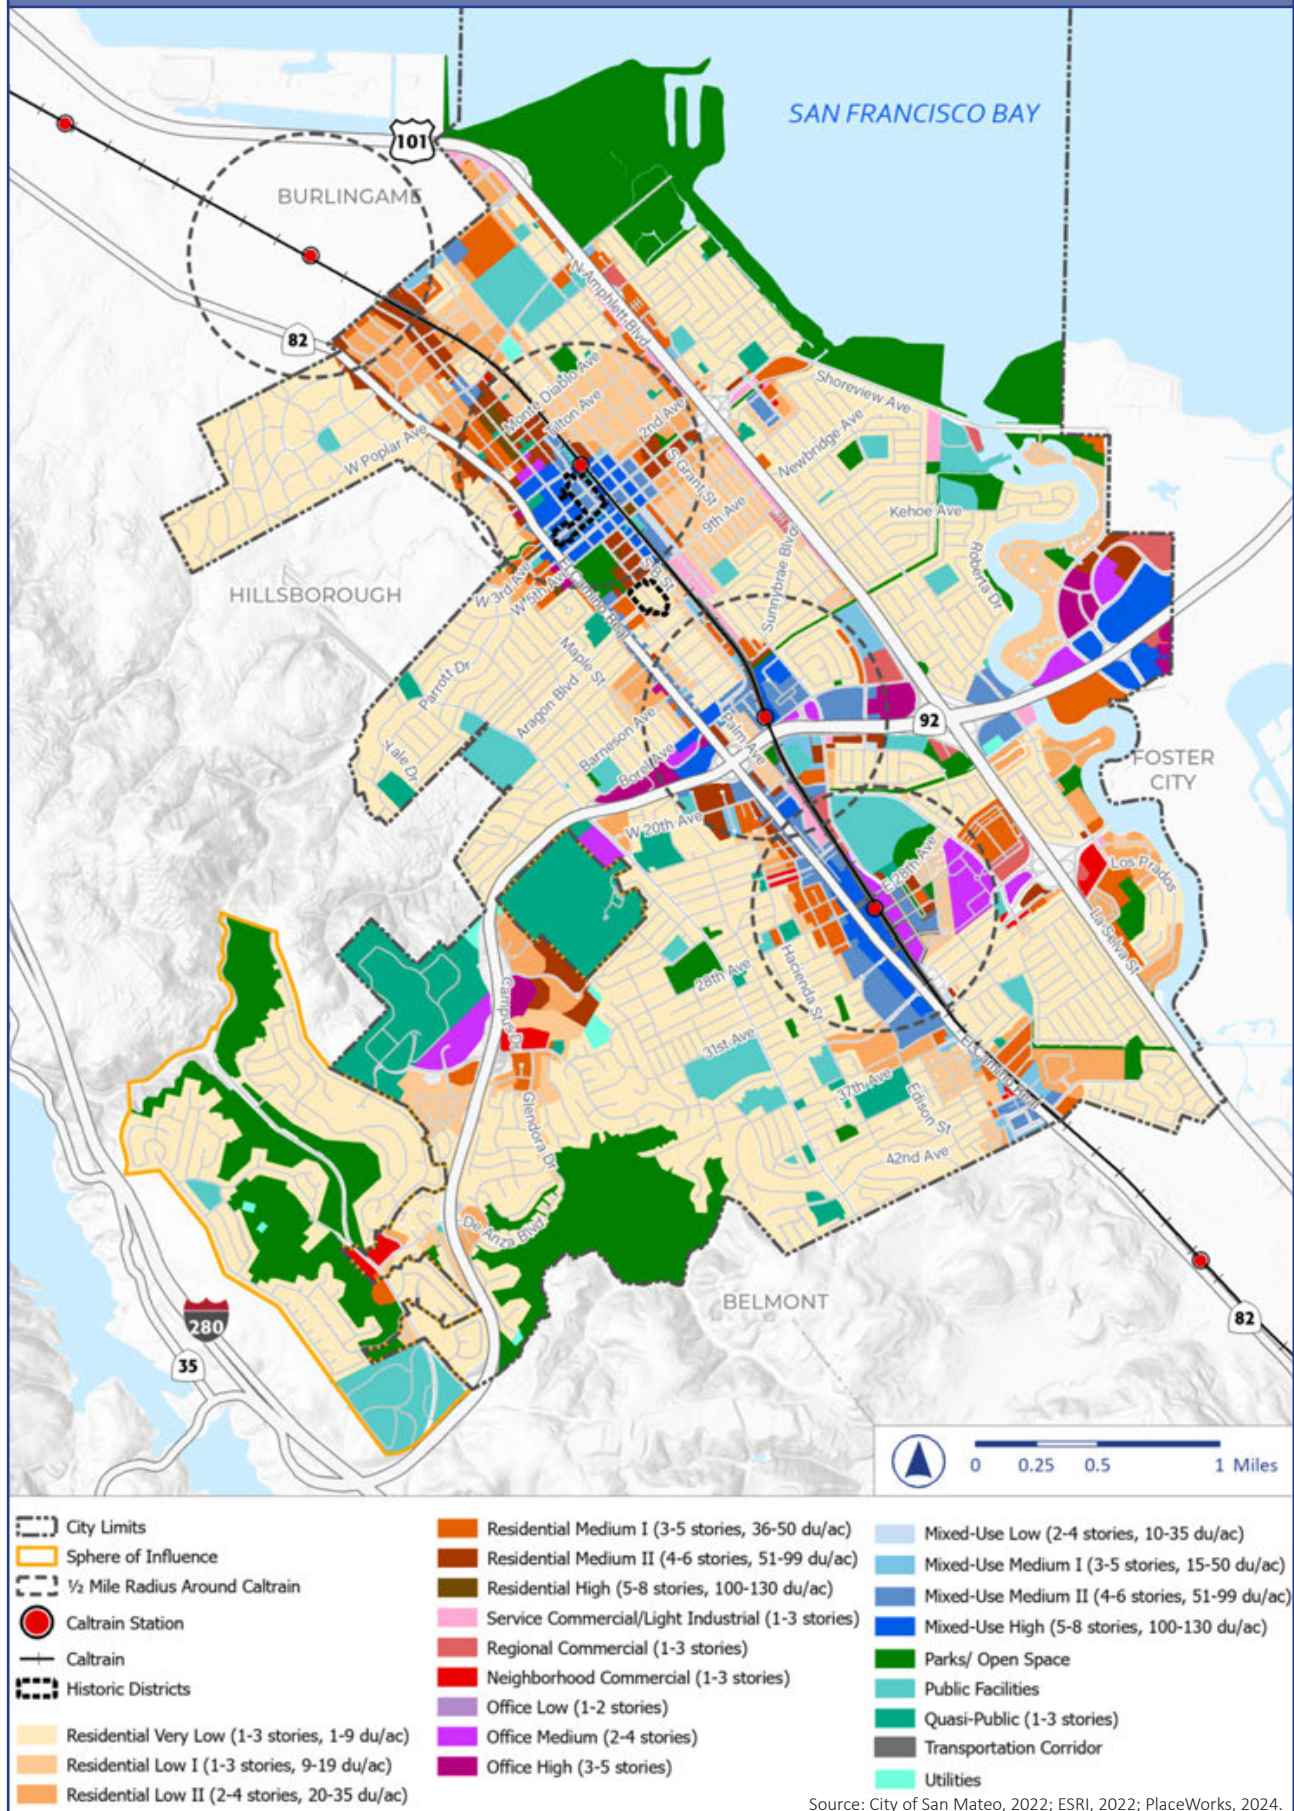 SAN FRANCISCO BAY
101
BURLINGAME
82
N Amphlett Blvd
Monte Diablo Ave
Tilton Ave
2nd Ave
Shoreview Ave
W Poplar Ave
S Grant St
Newbridge Ave
9th Ave
Kehoe Ave
HILLSBOROUGH
W 3rd Ave
W 5th Ave
S B St
El Camino Real
Sunnybrae Blvd
Roberta Dr
Maple St
Parrott Dr
Aragon Blvd
Barneson Ave
Palm Ave
92
Yale Dr
Borel Ave
FOSTER
CITY
W 20th Ave
E 28th Ave
Los Prados
La Selva St
28th Ave
Hacienda St
Campus Dr
31st Ave
El Camino Real
37th Ave
Edison St
Glendora Dr
42nd Ave
De Anza Blvd
BELMONT
280
35
82
0 0.25 0.5 1 Miles
City Limits
Sphere of Influence
½ Mile Radius Around Caltrain
Caltrain Station
Caltrain
Historic Districts
Residential Very Low (1-3 stories, 1-9 du/ac)
Residential Low I (1-3 stories, 9-19 du/ac)
Residential Low II (2-4 stories, 20-35 du/ac)
Residential Medium I (3-5 stories, 36-50 du/ac)
Residential Medium II (4-6 stories, 51-99 du/ac)
Residential High (5-8 stories, 100-130 du/ac)
Service Commercial/Light Industrial (1-3 stories)
Regional Commercial (1-3 stories)
Neighborhood Commercial (1-3 stories)
Office Low (1-2 stories)
Office Medium (2-4 stories)
Office High (3-5 stories)
Mixed-Use Low (2-4 stories, 10-35 du/ac)
Mixed-Use Medium I (3-5 stories, 15-50 du/ac)
Mixed-Use Medium II (4-6 stories, 51-99 du/ac)
Mixed-Use High (5-8 stories, 100-130 du/ac)
Parks/ Open Space
Public Facilities
Quasi-Public (1-3 stories)
Transportation Corridor
Utilities
Source: City of San Mateo, 2022; ESRI, 2022; PlaceWorks, 2024.